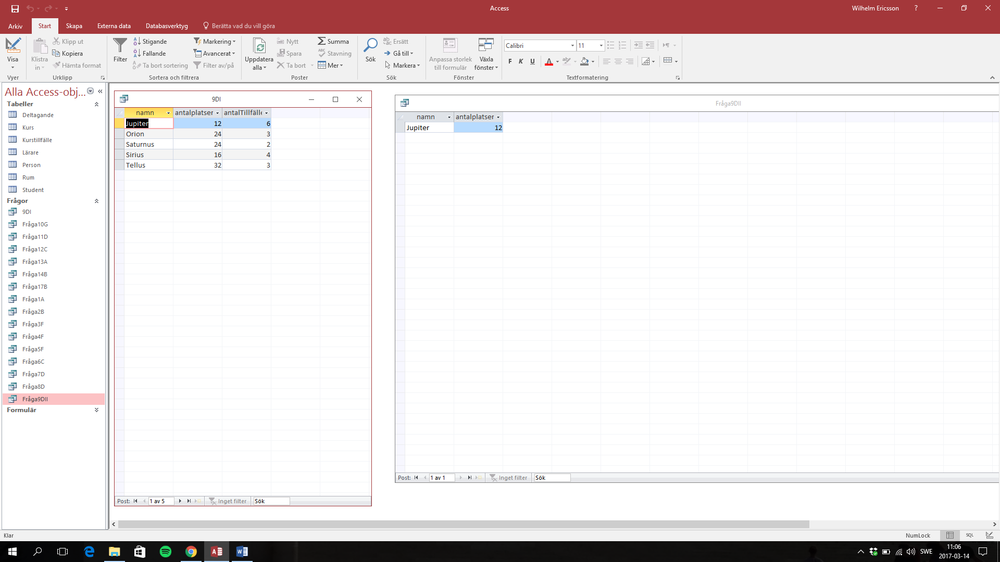 Access
Wilhelm Ericsson
?
Arkiv
Start
Skapa
Externa data
Databasverktyg
Berätta vad du vill göra
Visa
Vyer
Klistra in
Klipp ut
Kopiera
Hämta format
Urklipp
Filter
Stigande
Fallande
Ta bort sortering
Markering
Avancerat
Filter av/på
Sortera och filtrera
Uppdatera alla
Nytt
Spara
Ta bort
Summa
Stavning
Mer
Poster
Sök
Ersätt
Gå till
Markera
Sök
Anpassa storlek till formulär
Växla fönster
Fönster
Calibri
11
F K U
Textformatering
Alla Access-obj...
Tabeller
Deltagande
Kurs
Kurstillfälle
Lärare
Person
Rum
Student
Frågor
9DI
Fråga10G
Fråga11D
Fråga12C
Fråga13A
Fråga14B
Fråga17B
Fråga1A
Fråga2B
Fråga3F
Fråga4F
Fråga5F
Fråga6C
Fråga7D
Fråga8D
Fråga9DII
Formulär
9DI
namn antalplatser antalTillfälle
Jupiter 12 6
Orion 24 3
Saturnus 24 2
Sirius 16 4
Tellus 32 3
Post: 1 av 5 Inget filter Sök
Fråga9DII
namn antalplatser
Jupiter 12
Post: 1 av 1 Inget filter Sök
Klar
NumLock
SQL
SWE
11:06
2017-03-14